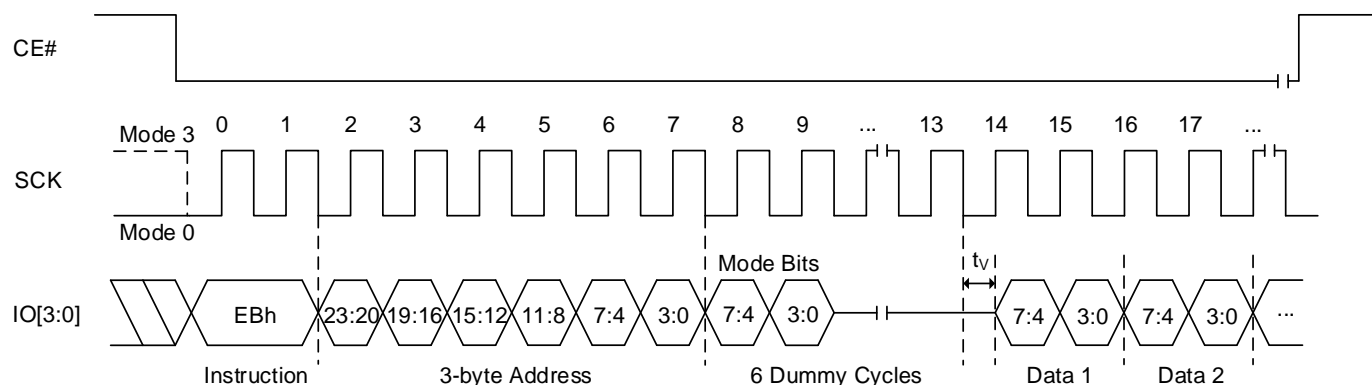 CE#
0 1 2 3 4 5 6 7 8 9 ... 13 14 15 16 17 ...
Mode 3
SCK
Mode 0
Mode Bits
tV
IO[3:0] EBh 23:20 19:16 15:12 11:8 7:4 3:0 7:4 3:0 7:4 3:0 7:4 3:0 ...
Instruction 3-byte Address 6 Dummy Cycles Data 1 Data 2